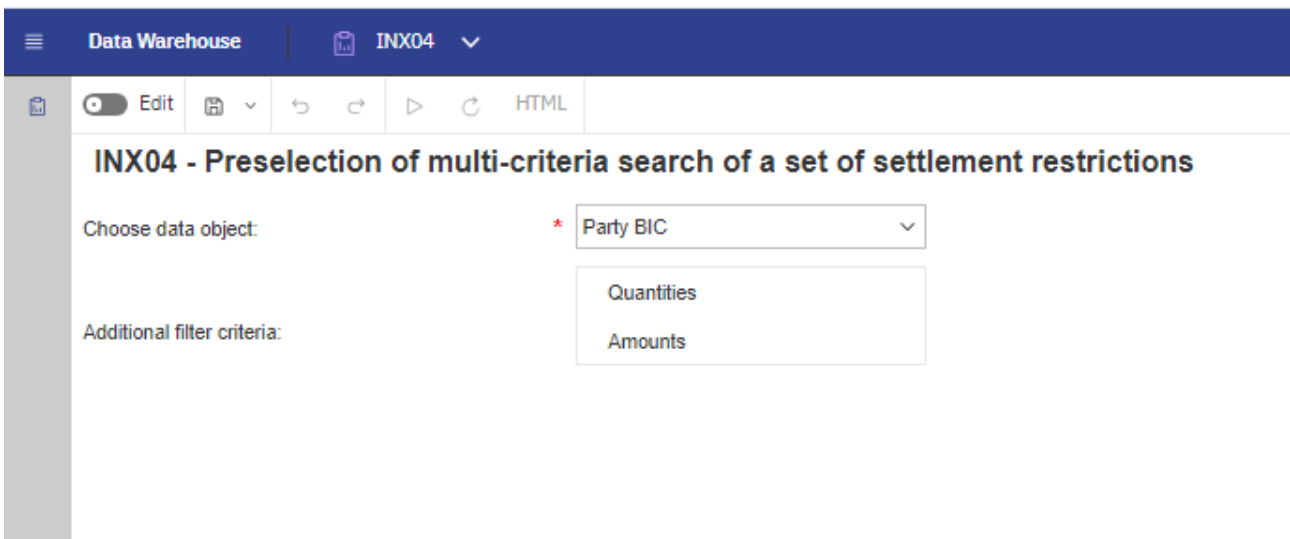 Data Warehouse INX04
Edit HTML
INX04 - Preselection of multi-criteria search of a set of settlement restrictions
Choose data object: * Party BIC
Quantities
Additional filter criteria:
Amounts